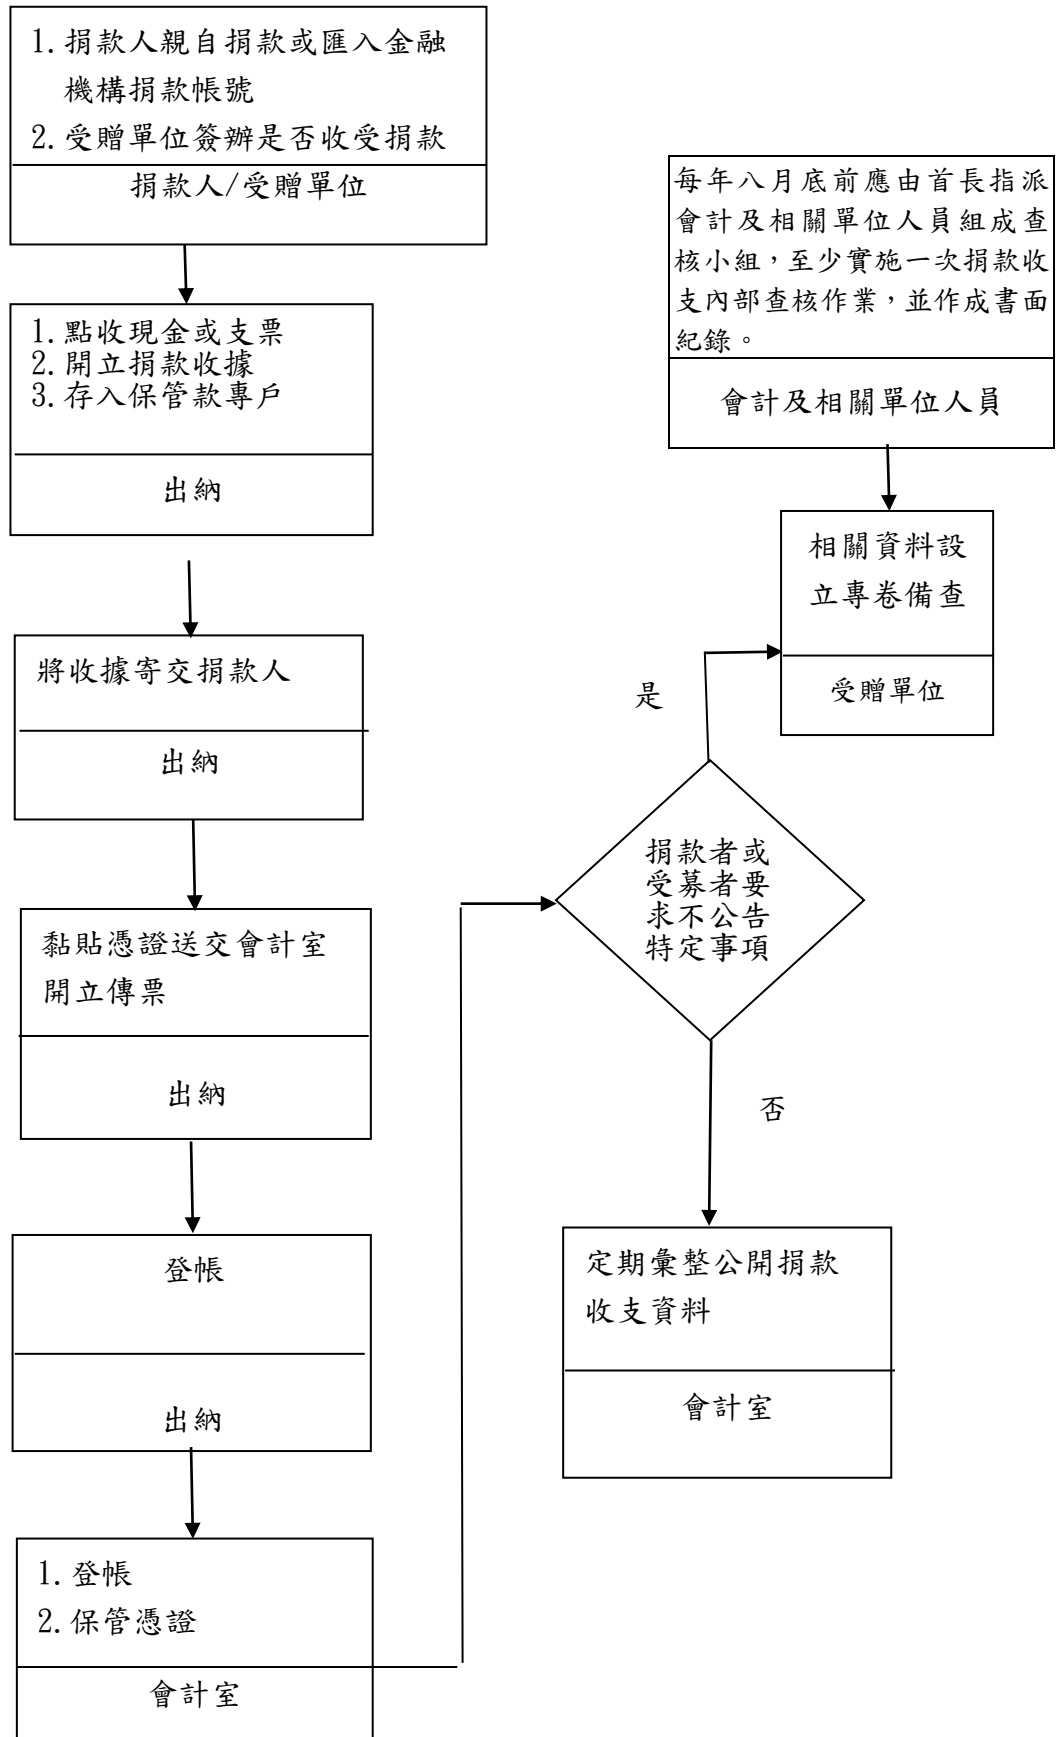 1. 捐款人親自捐款或匯入金融
機構捐款帳號
2. 受贈單位簽辦是否收受捐款
捐款人/受贈單位
1. 點收現金或支票
2. 開立捐款收據
3. 存入保管款專戶
出納
將收據寄交捐款人
出納
黏貼憑證送交會計室
開立傳票
出納
登帳
出納
1. 登帳
2. 保管憑證
會計室
每年八月底前應由首長指派
會計及相關單位人員組成查
核小組，至少實施一次捐款收
支內部查核作業，並作成書面
紀錄。
會計及相關單位人員
相關資料設
立專卷備查
受贈單位
是
捐款者或
受募者要
求不公告
特定事項
否
定期彙整公開捐款
收支資料
會計室